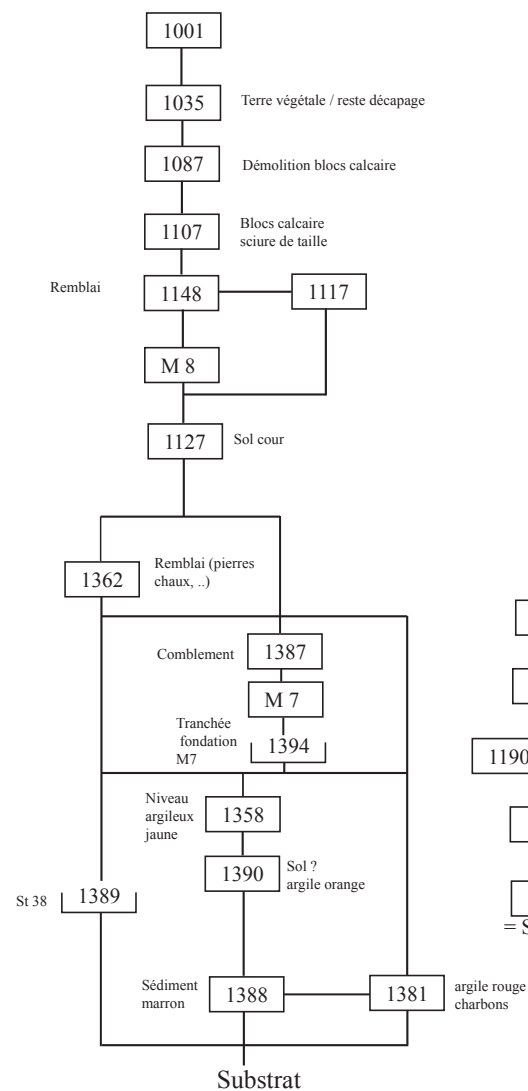 1001
1035
Terre végétale / reste décapage
1087
Démolition blocs calcaire
1107
Blocs calcaire
sciure de taille
Remblai
1148
1117
M 8
1127
Sol cour
1362
Remblai (pierres
chaux, ..)
Comblement
1387
M 7
Tranchée
fondation
M7
1394
1190
Niveau
argileux
jaune
1358
1390
Sol ?
argile orange
St 38
1389
= S
Sédiment
marron
1388
1381
argile rouge
charbons
Substrat